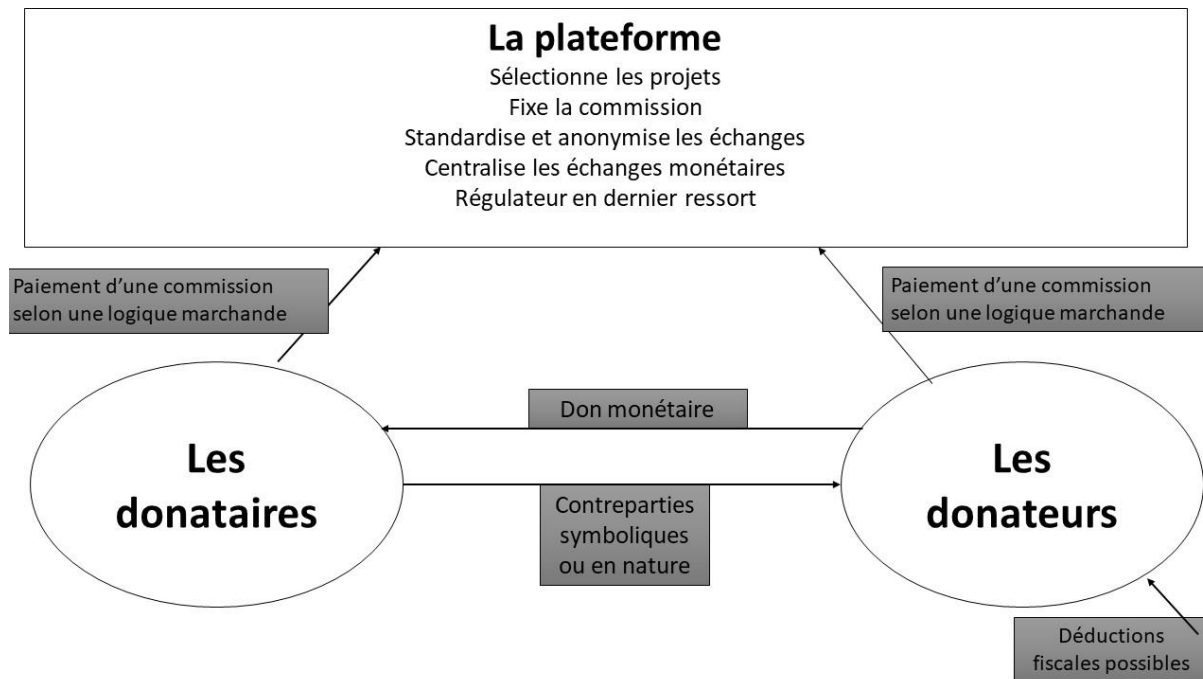 La plateforme
Sélectionne les projets
Fixe la commission
Standardise et anonymise les échanges
Centralise les échanges monétaires
Régulateur en dernier ressort
Paiement d’une commission
selon une logique marchande
Paiement d’une commission
selon une logique marchande
Don monétaire
Les
donataires
Contreparties
symboliques
ou en nature
Les
donateurs
Déductions
fiscales possibles